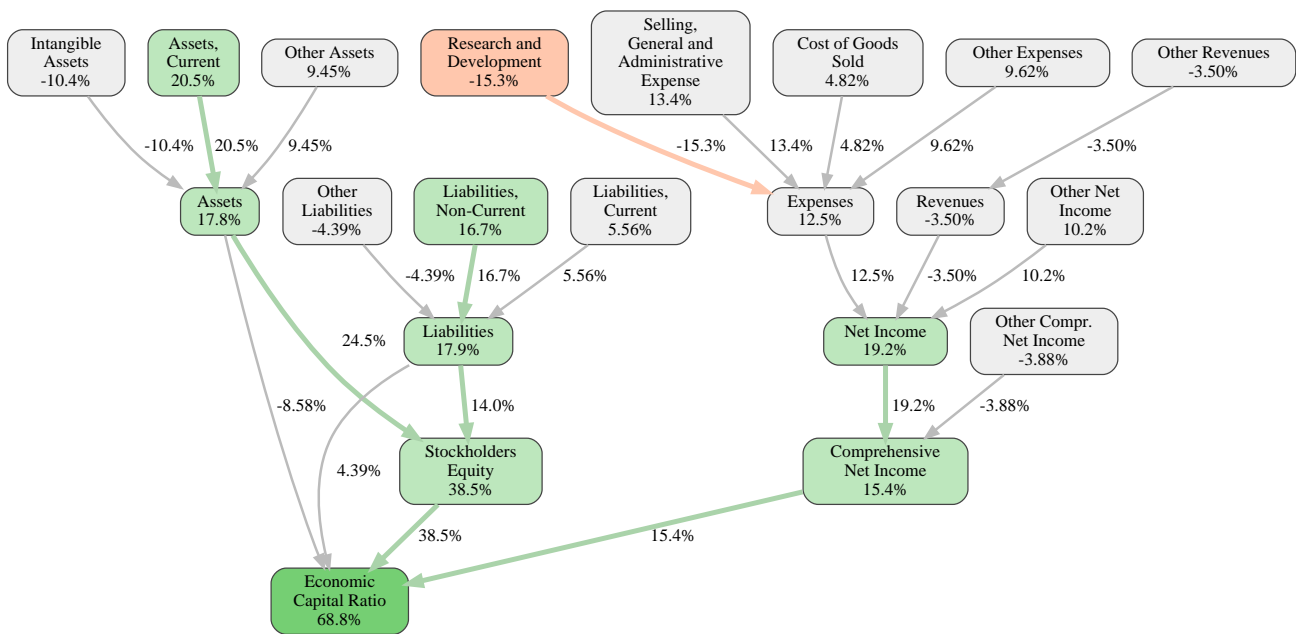 Intangible
Assets
-10.4%
Assets,
Current
20.5%
Other Assets
9.45%
Research and
Development
-15.3%
Selling,
General and
Administrative
Expense
13.4%
Cost of Goods
Sold
4.82%
Other Expenses
9.62%
Other Revenues
-3.50%
-10.4%
20.5%
9.45%
-15.3%
13.4%
4.82%
9.62%
-3.50%
Assets
17.8%
Other
Liabilities
-4.39%
Liabilities,
Non-Current
16.7%
Liabilities,
Current
5.56%
Expenses
12.5%
Revenues
-3.50%
Other Net
Income
10.2%
-4.39%
16.7%
5.56%
12.5%
-3.50%
10.2%
24.5%
Liabilities
17.9%
Net Income
19.2%
Other Compr.
Net Income
-3.88%
-8.58%
14.0%
19.2%
-3.88%
4.39%
Stockholders
Equity
38.5%
Comprehensive
Net Income
15.4%
38.5%
15.4%
Economic
Capital Ratio
68.8%